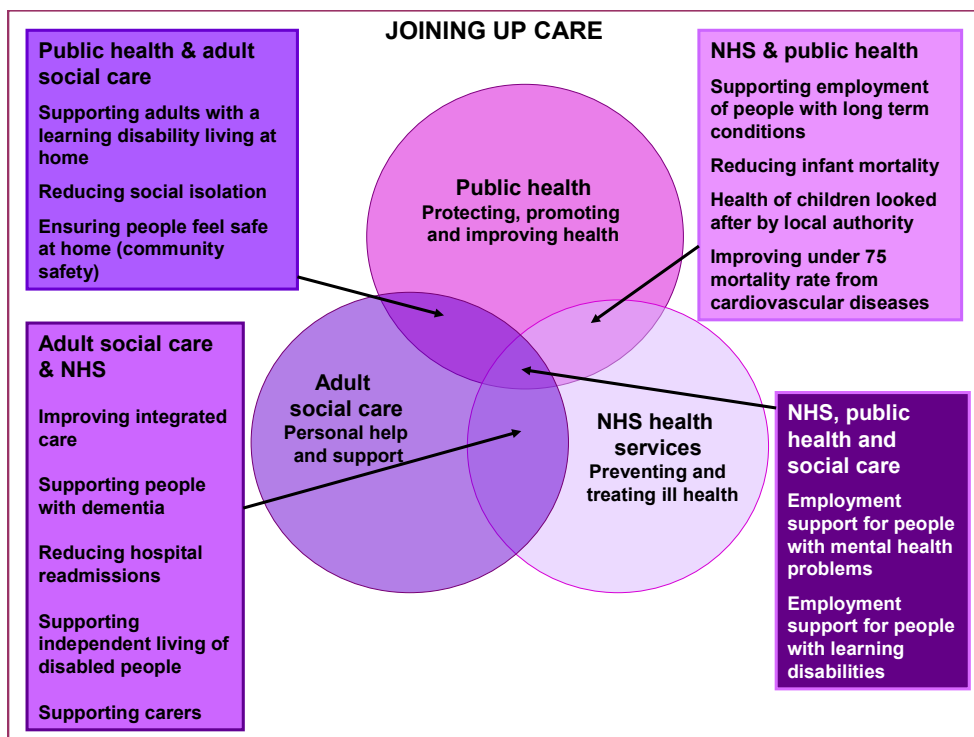 JOINING UP CARE
Public health & adult
social care
Supporting adults with a
learning disability living at
home
Reducing social isolation
Ensuring people feel safe
at home (community
safety)
NHS & public health
Supporting employment
of people with long term
conditions
Reducing infant mortality
Health of children looked
after by local authority
Improving under 75
mortality rate from
cardiovascular diseases
Public health
Protecting, promoting
and improving health
Adult social care
& NHS
Improving integrated
care
Supporting people
with dementia
Reducing hospital
readmissions
Supporting
independent living of
disabled people
Supporting carers
Adult
social care
Personal help
and support
NHS health
services
Preventing and
treating ill health
NHS, public
health and
social care
Employment
support for people
with mental health
problems
Employment
support for people
with learning
disabilities